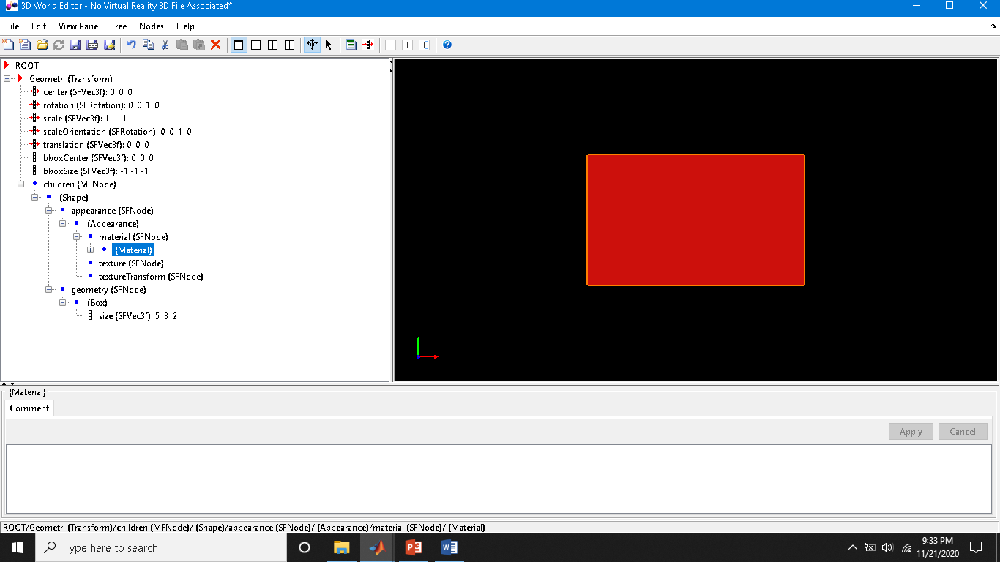 3D World Editor - No Virtual Reality 3D File Associated*
File Edit View Pane Tree Nodes Help
ROOT
Geometri (Transform)
center (SFVec3f): 0 0 0
rotation (SFRotation): 0 0 1 0
scale (SFVec3f): 1 1 1
scaleOrientation (SFRotation): 0 0 1 0
translation (SFVec3f): 0 0 0
bboxCenter (SFVec3f): 0 0 0
bboxSize (SFVec3f): -1 -1 -1
children (MFNode)
(Shape)
appearance (SFNode)
(Appearance)
material (SFNode)
(Material)
texture (SFNode)
textureTransform (SFNode)
geometry (SFNode)
(Box)
size (SFVec3f): 5 3 2
(Material)
Comment
Apply Cancel
ROOT/Geometri (Transform)/children (MFNode)/ (Shape)/appearance (SFNode)/ (Appearance)/material (SFNode)/ (Material)
Type here to search
9:33 PM
11/21/2020